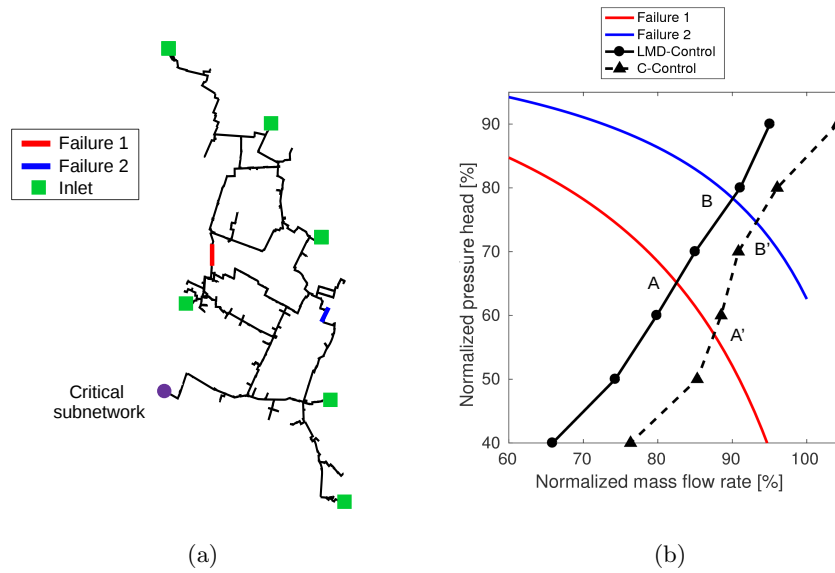 Failure 1
Failure 2
Inlet
Critical
subnetwork
(a)
Failure 1
Failure 2
LMD-Control
C-Control
Normalized pressure head [%]
90
80
70
60
50
40
B
B'
A
A'
60
70
80
90
100
Normalized mass flow rate [%]
(b)